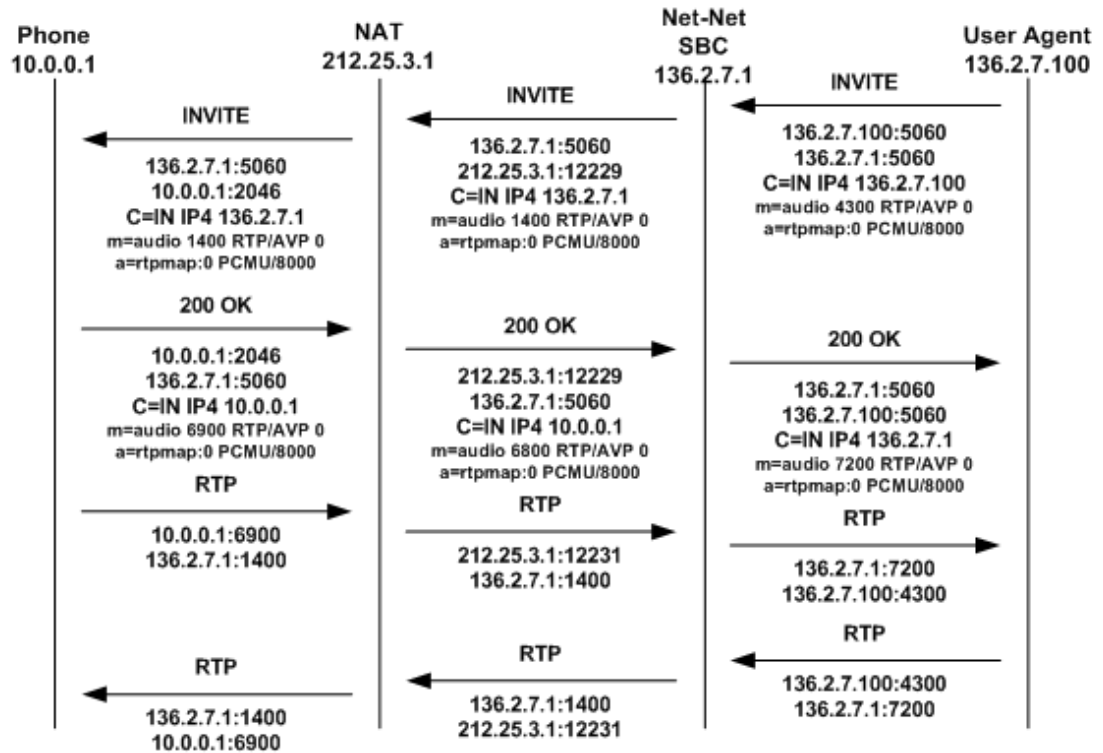 Phone
10.0.0.1
NAT
212.25.3.1
Net-Net
SBC
136.2.7.1
User Agent
136.2.7.100
INVITE
136.2.7.1:5060
10.0.0.1:2046
C=IN IP4 136.2.7.1
m=audio 1400 RTP/AVP 0
a=rtpmap:0 PCMU/8000
INVITE
136.2.7.1:5060
212.25.3.1:12229
C=IN IP4 136.2.7.1
m=audio 1400 RTP/AVP 0
a=rtpmap:0 PCMU/8000
INVITE
136.2.7.100:5060
136.2.7.1:5060
C=IN IP4 136.2.7.100
m=audio 4300 RTP/AVP 0
a=rtpmap:0 PCMU/8000
200 OK
10.0.0.1:2046
136.2.7.1:5060
C=IN IP4 10.0.0.1
m=audio 6900 RTP/AVP 0
a=rtpmap:0 PCMU/8000
200 OK
212.25.3.1:12229
136.2.7.1:5060
C=IN IP4 10.0.0.1
m=audio 6800 RTP/AVP 0
a=rtpmap:0 PCMU/8000
200 OK
136.2.7.1:5060
136.2.7.100:5060
C=IN IP4 136.2.7.1
m=audio 7200 RTP/AVP 0
a=rtpmap:0 PCMU/8000
RTP
10.0.0.1:6900
136.2.7.1:1400
RTP
212.25.3.1:12231
136.2.7.1:1400
RTP
136.2.7.1:7200
136.2.7.100:4300
RTP
136.2.7.1:1400
10.0.0.1:6900
RTP
136.2.7.1:1400
212.25.3.1:12231
RTP
136.2.7.100:4300
136.2.7.1:7200